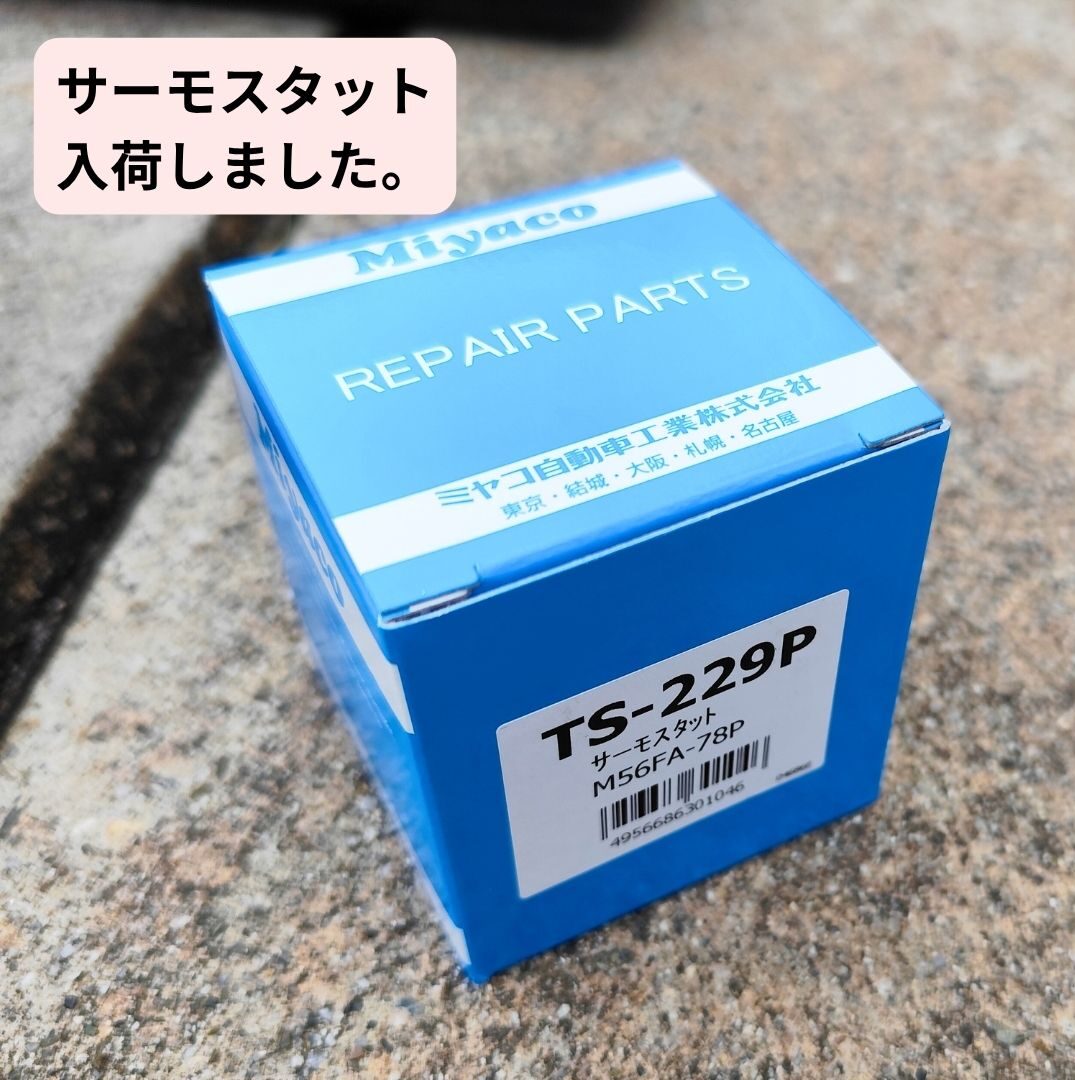 サーモスタット
入荷しました。
Miyaco
REPAIR PARTS
ミヤコ自動車工業株式会社
東京・結城・大阪・札幌・名古屋
Miyaco
TS-229P
サーモスタット
M56FA-78P
4956686301046